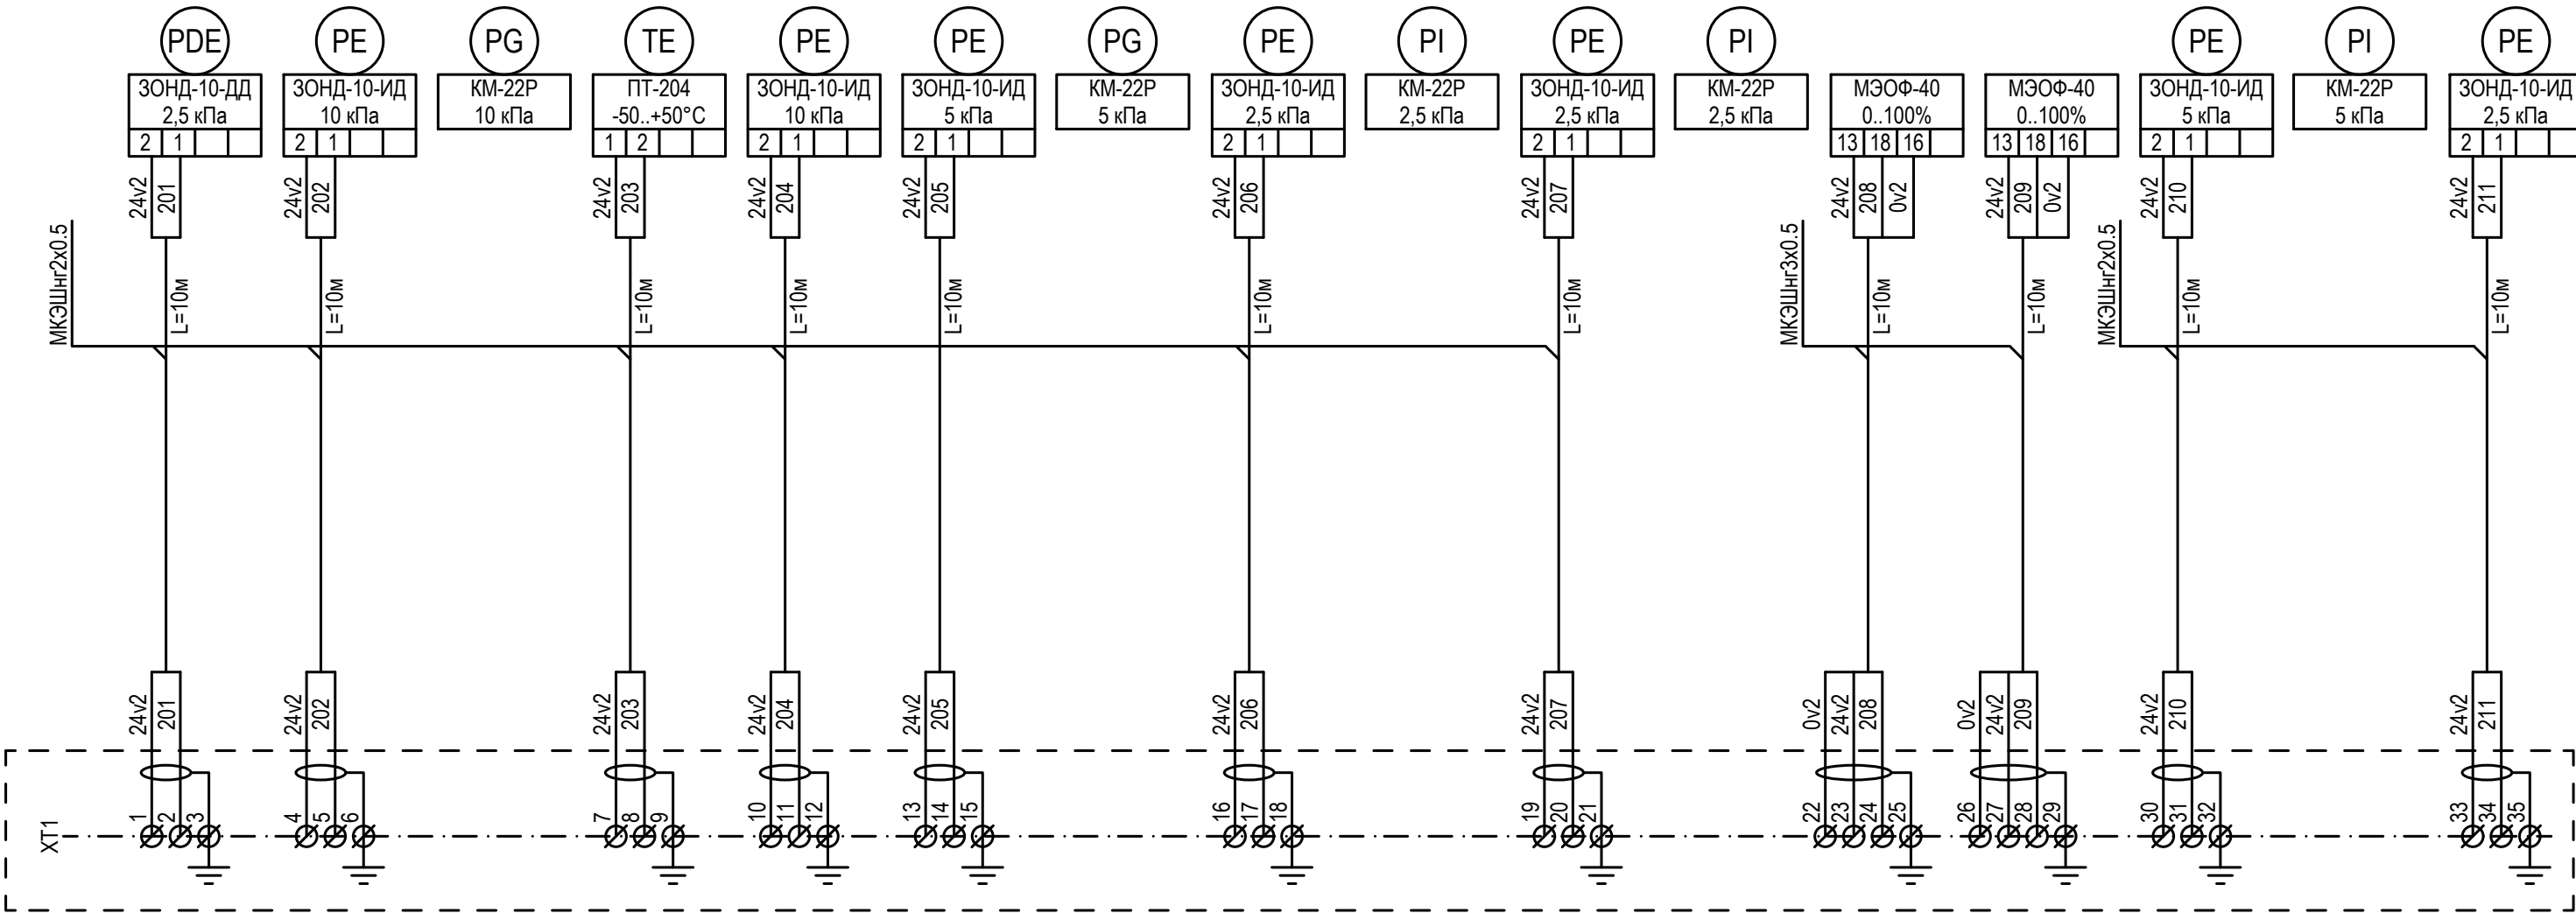 PDE PE PG TE PE PE PG PE PI PE PI PE PI PE
ЗОНД-10-ДД ЗОНД-10-ИД КМ-22Р ПТ-204 ЗОНД-10-ИД ЗОНД-10-ИД КМ-22Р ЗОНД-10-ИД КМ-22Р ЗОНД-10-ИД КМ-22Р МЭОФ-40 МЭОФ-40 ЗОНД-10-ИД КМ-22Р ЗОНД-10-ИД
2,5 кПа 10 кПа 10 кПа -50..+50°С 10 кПа 5 кПа 5 кПа 2,5 кПа 2,5 кПа 2,5 кПа 2,5 кПа 0..100% 0..100% 5 кПа 5 кПа 2,5 кПа
2 1 2 1 1 2 2 1 2 1 2 1 2 1 13 18 16 13 18 16 2 1 2 1
24v2 201 24v2 202 24v2 203 24v2 204 24v2 205 24v2 206 24v2 207 24v2 208 0v2 24v2 209 0v2 24v2 210 24v2 211
МКЭШнг2х0.5 L=10м L=10м L=10м L=10м L=10м L=10м L=10м МКЭШнг3х0.5 L=10м L=10м МКЭШнг2х0.5 L=10м L=10м
24v2 201 24v2 202 24v2 203 24v2 204 24v2 205 24v2 206 24v2 207 0v2 24v2 208 0v2 24v2 209 24v2 210 24v2 211
XT1 1 2 3 4 5 6 7 8 9 10 11 12 13 14 15 16 17 18 19 20 21 22 23 24 25 26 27 28 29 30 31 32 33 34 35